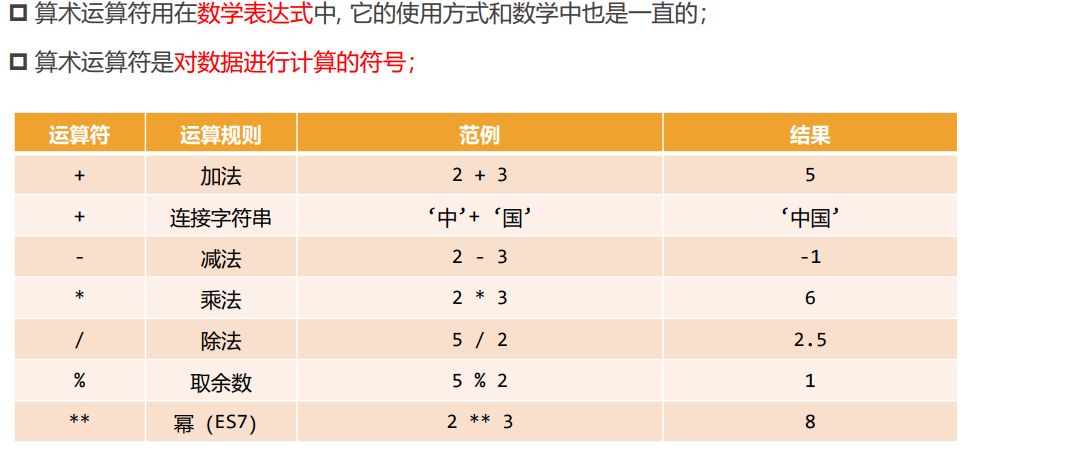 算术运算符用在数学表达式中, 它的使用方式和数学中也是一直的；
算术运算符是对数据进行计算的符号；
运算符 运算规则 范例 结果
+ 加法 2 + 3 5
+ 连接字符串 ‘中’+ ‘国’ ‘中国’
- 减法 2 - 3 -1
* 乘法 2 * 3 6
/ 除法 5 / 2 2.5
% 取余数 5 % 2 1
** 幂（ES7） 2 ** 3 8